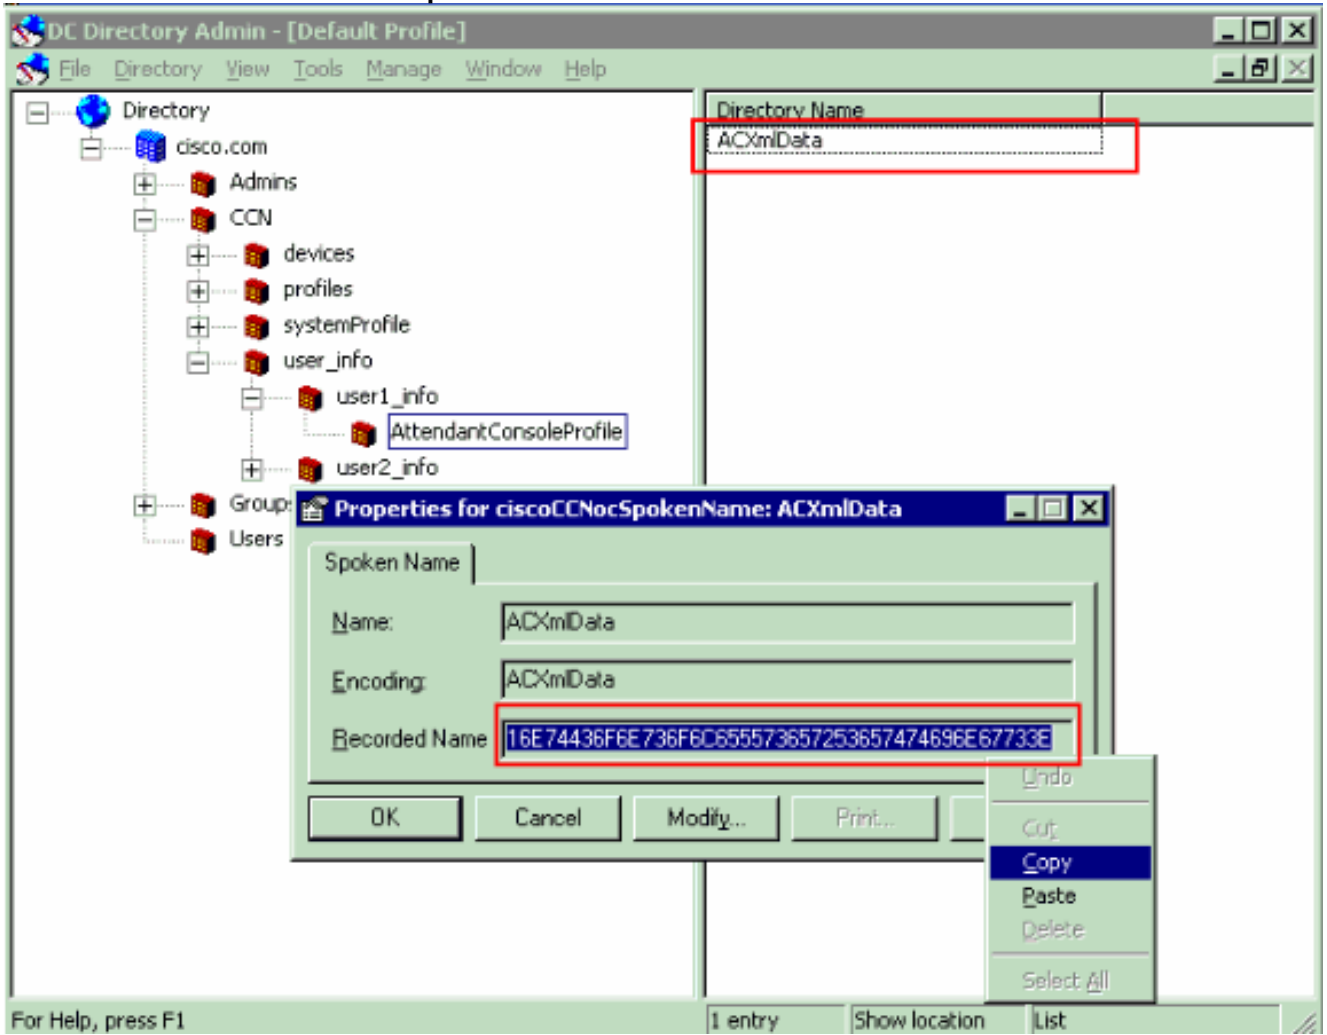 DC Directory Admin - [Default Profile]
File Directory View Tools Manage Window Help
Directory
cisco.com
Admins
CCN
devices
profiles
systemProfile
user_info
user1_info
AttendantConsoleProfile
user2_info
Group
Users
Directory Name
ACXmlData
Properties for ciscoCCNocSpokenName: ACXmlData
Spoken Name
Name: ACXmlData
Encoding: ACXmlData
Recorded Name 16E74436F6E736F6C655573657253657474696E67733E
OK Cancel Modify... Print...
Undo
Cut
Copy
Paste
Delete
Select All
For Help, press F1 1 entry Show location List